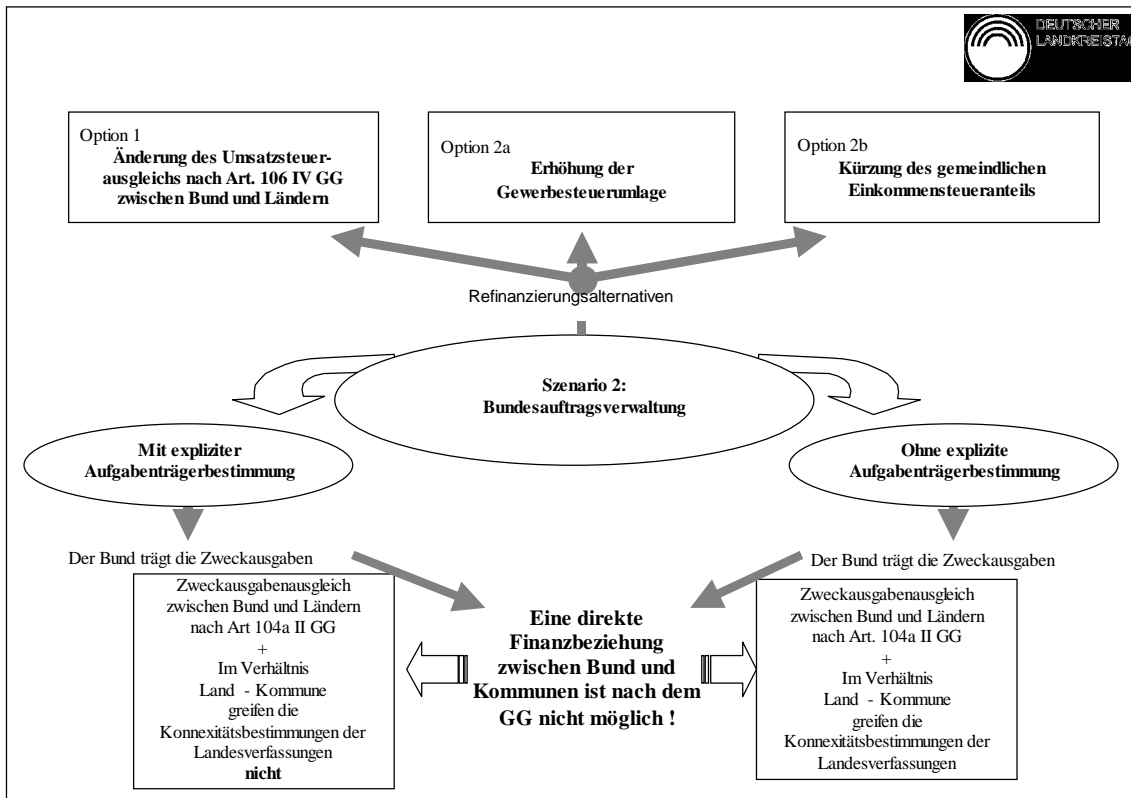 DEUTSCHER
LANDKREISTAG
Option 1
Änderung des Umsatzsteuer-
ausgleichs nach Art. 106 IV GG
zwischen Bund und Ländern
Option 2a
Erhöhung der
Gewerbesteuerumlage
Option 2b
Kürzung des gemeindlichen
Einkommensteueranteils
Refinanzierungsalternativen
Szenario 2:
Bundesauftragsverwaltung
Mit expliziter
Aufgabenträgerbestimmung
Ohne explizite
Aufgabenträgerbestimmung
Der Bund trägt die Zweckausgaben
Zweckausgabenausgleich
zwischen Bund und Ländern
nach Art 104a II GG
+
Im Verhältnis
Land - Kommune
greifen die
Konnexitätsbestimmungen der
Landesverfassungen
nicht
Eine direkte
Finanzbeziehung
zwischen Bund und
Kommunen ist nach dem
GG nicht möglich !
Der Bund trägt die Zweckausgaben
Zweckausgabenausgleich
zwischen Bund und Ländern
nach Art. 104a II GG
+
Im Verhältnis
Land - Kommune
greifen die
Konnexitätsbestimmungen der
Landesverfassungen